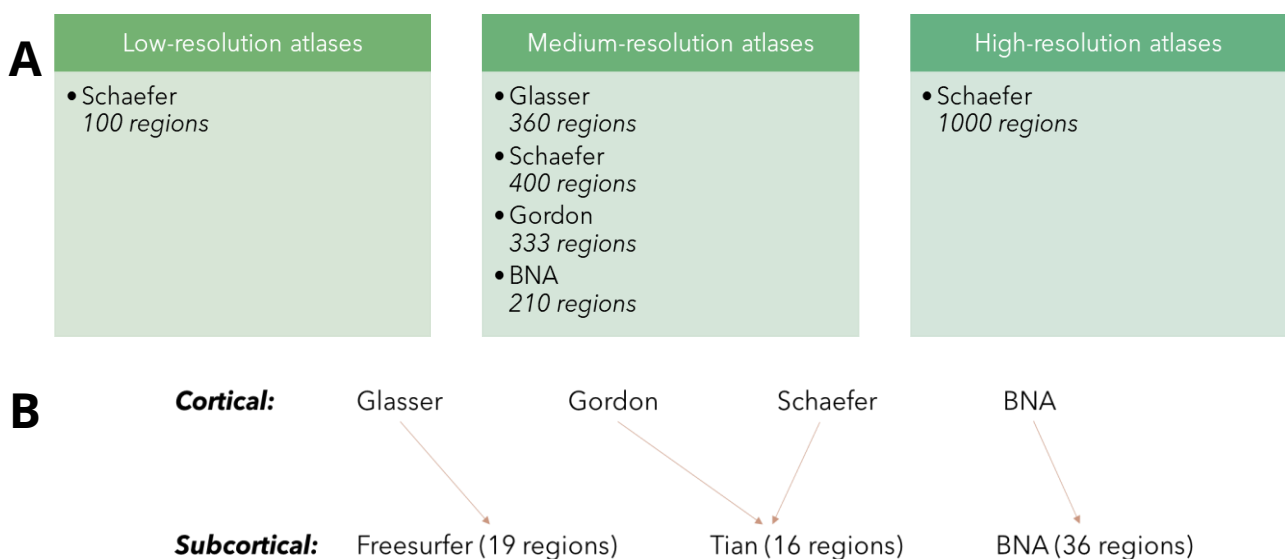 A
Low-resolution atlases
• Schaefer
100 regions
Medium-resolution atlases
• Glasser
360 regions
• Schaefer
400 regions
• Gordon
333 regions
• BNA
210 regions
High-resolution atlases
• Schaefer
1000 regions
B
Cortical: Glasser Gordon Schaefer BNA
Subcortical: Freesurfer (19 regions) Tian (16 regions) BNA (36 regions)